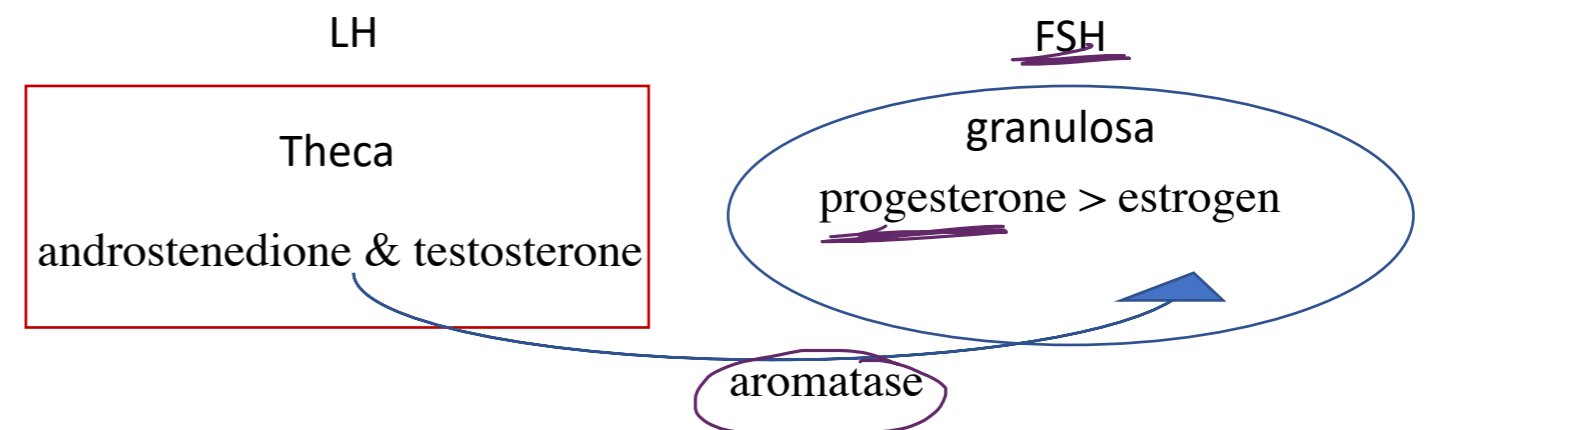 LH
FSH
Theca
granulosa
progesterone > estrogen
androstenedione & testosterone
aromatase